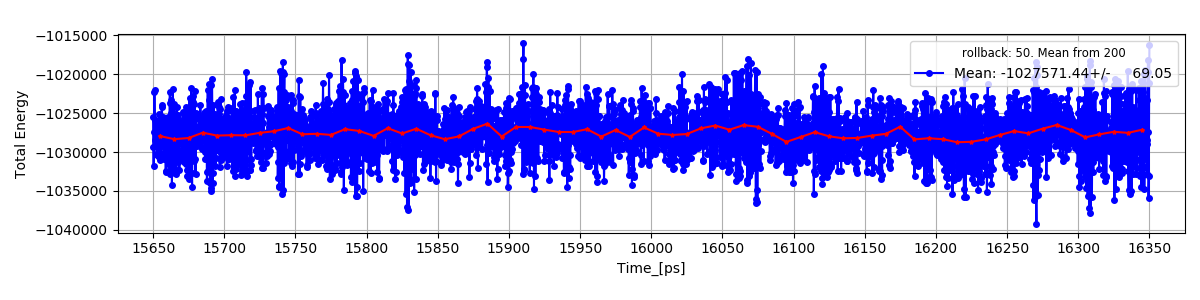 −1015000
−1020000
−1025000
−1030000
−1035000
−1040000
Total Energy
rollback: 50. Mean from 200
Mean: -1027571.44+/-     69.05
15650 15700 15750 15800 15850 15900 15950 16000 16050 16100 16150 16200 16250 16300 16350
Time_[ps]